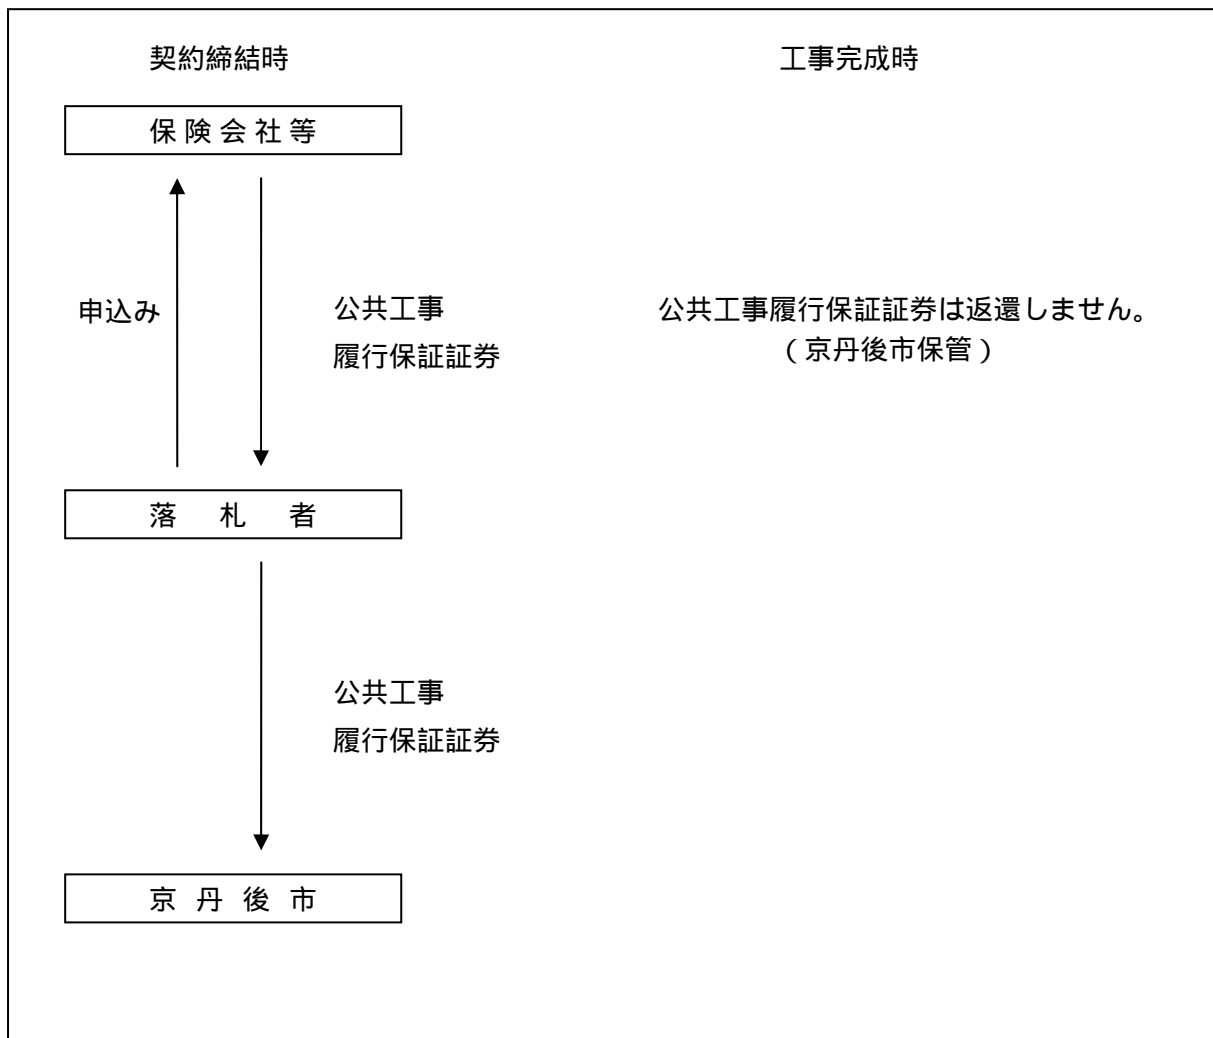 契約締結時
工事完成時
保険会社等
申込み
公共工事
履行保証証券
公共工事履行保証証券は返還しません。
（京丹後市保管）
落　札　者
公共工事
履行保証証券
京 丹 後 市